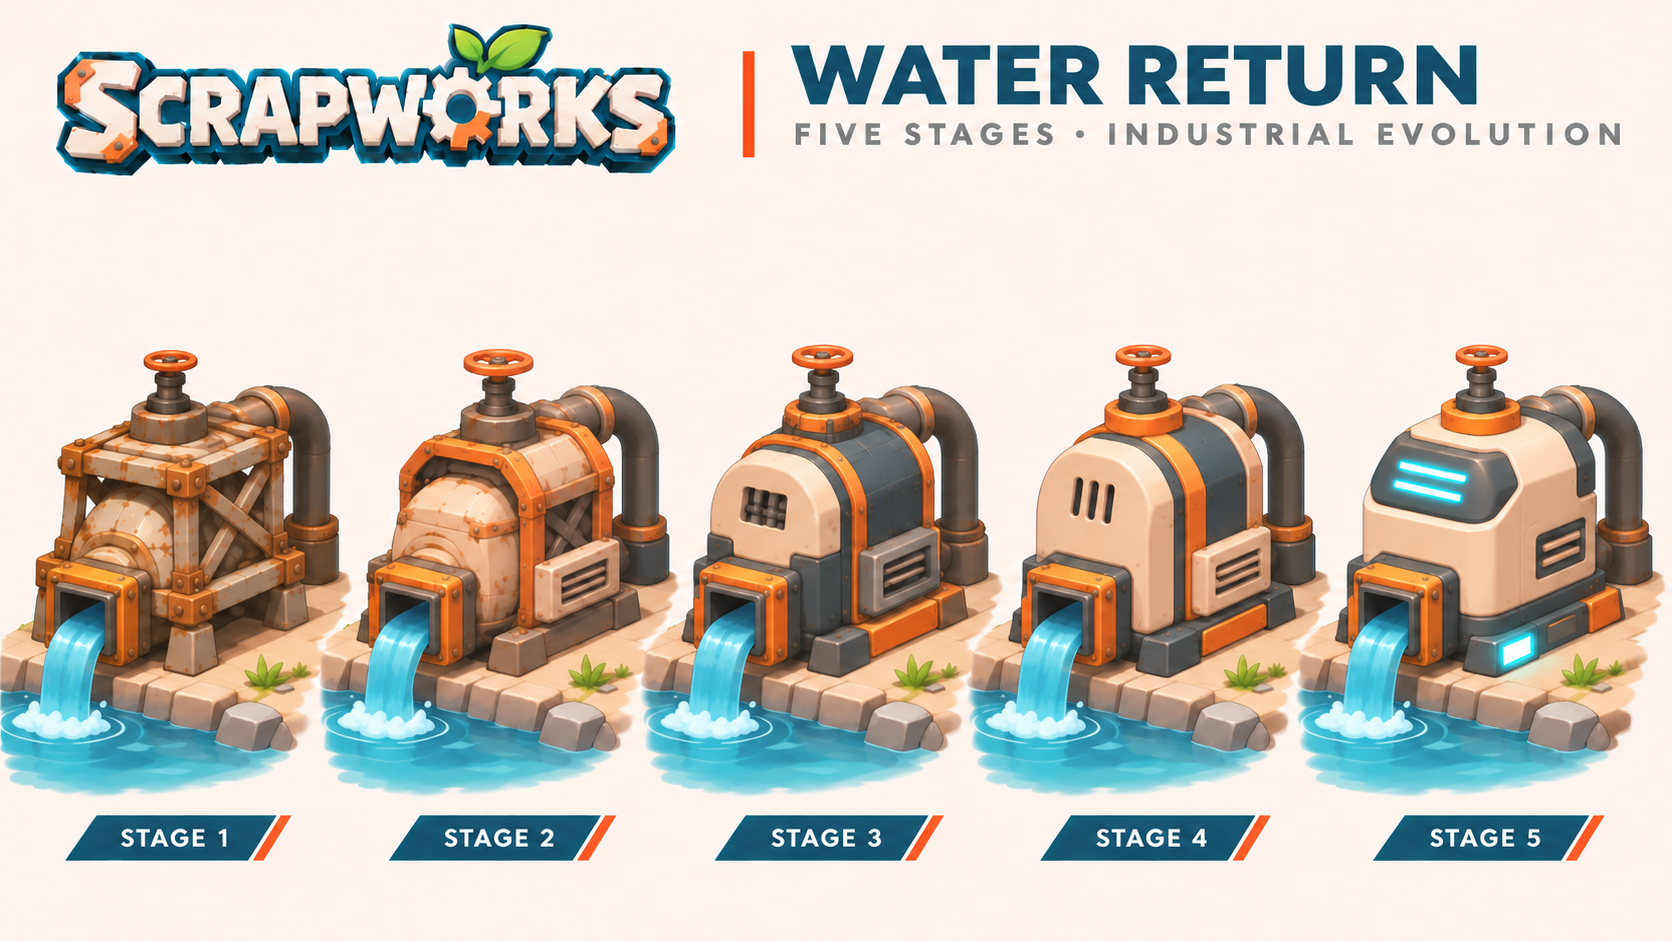 SCRAPWORKS
WATER RETURN
FIVE STAGES • INDUSTRIAL EVOLUTION
STAGE 1
STAGE 2
STAGE 3
STAGE 4
STAGE 5